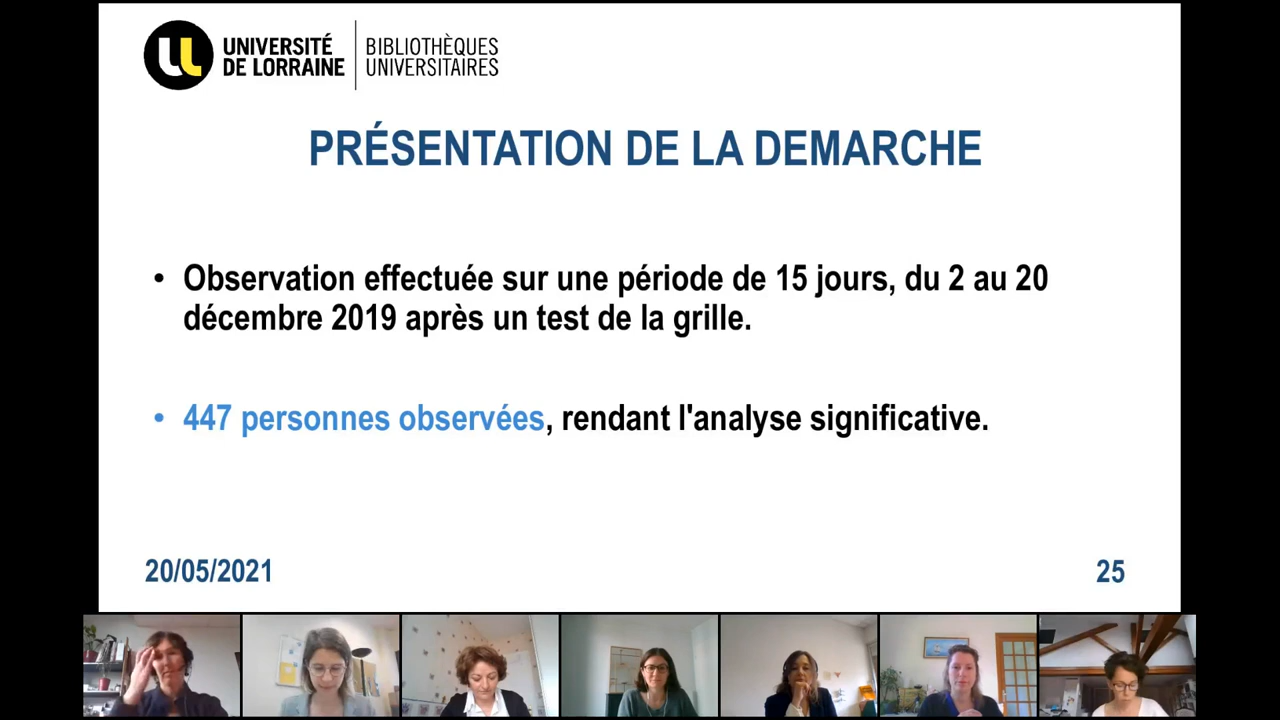 UNIVERSITÉ
DE LORRAINE
BIBLIOTHÈQUES
UNIVERSITAIRES
PRÉSENTATION DE LA DEMARCHE
• Observation effectuée sur une période de 15 jours, du 2 au 20
décembre 2019 après un test de la grille.
• 447 personnes observées, rendant l'analyse significative.
20/05/2021
25